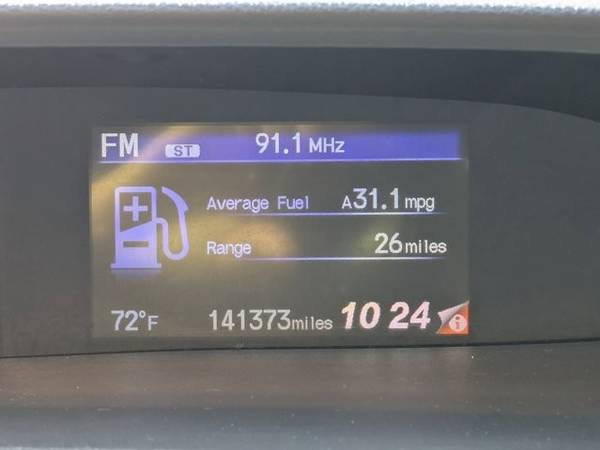 FM ST 91.1 MHz
Average Fuel A31.1 mpg
Range 26 miles
72°F 141373 miles 10 24 i